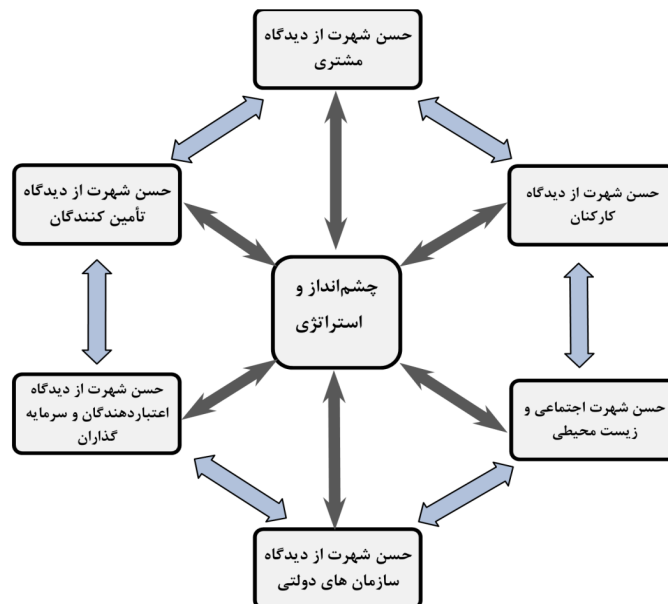 حسن شهرت از دیدگاه
مشتری
حسن شهرت از دیدگاه
تأمین کنندگان
حسن شهرت از دیدگاه
کارکنان
چشم‌انداز و
استراتژی
حسن شهرت از دیدگاه
اعتباردهندگان و سرمایه
گذاران
حسن شهرت اجتماعی و
زیست محیطی
حسن شهرت از دیدگاه
سازمان های دولتی